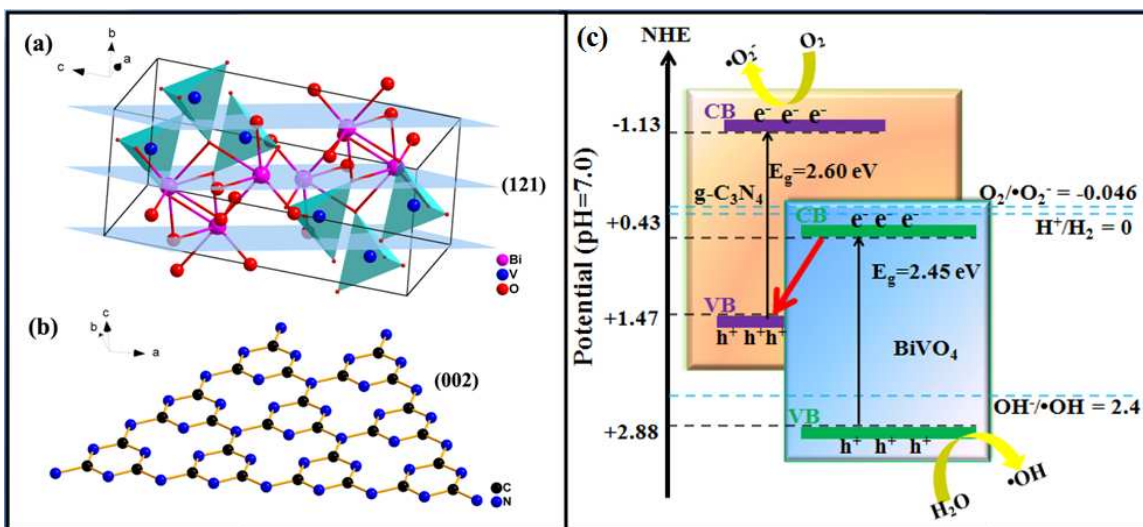 (a)
b
a
c
(121)
Bi
V
O
(b)
c
b
a
(002)
C
N
(c)
NHE
Potential (pH=7.0)
•O₂⁻
O₂
CB
e⁻ e⁻ e⁻
-1.13
E_g=2.60 eV
g-C₃N₄
O₂/•O₂⁻ = -0.046
CB
+0.43
e⁻ e⁻ e⁻
H⁺/H₂ = 0
E_g=2.45 eV
VB
+1.47
h⁺ h⁺h⁺
BiVO₄
OH⁻/•OH = 2.4
VB
+2.88
h⁺ h⁺ h⁺
•OH
H₂O